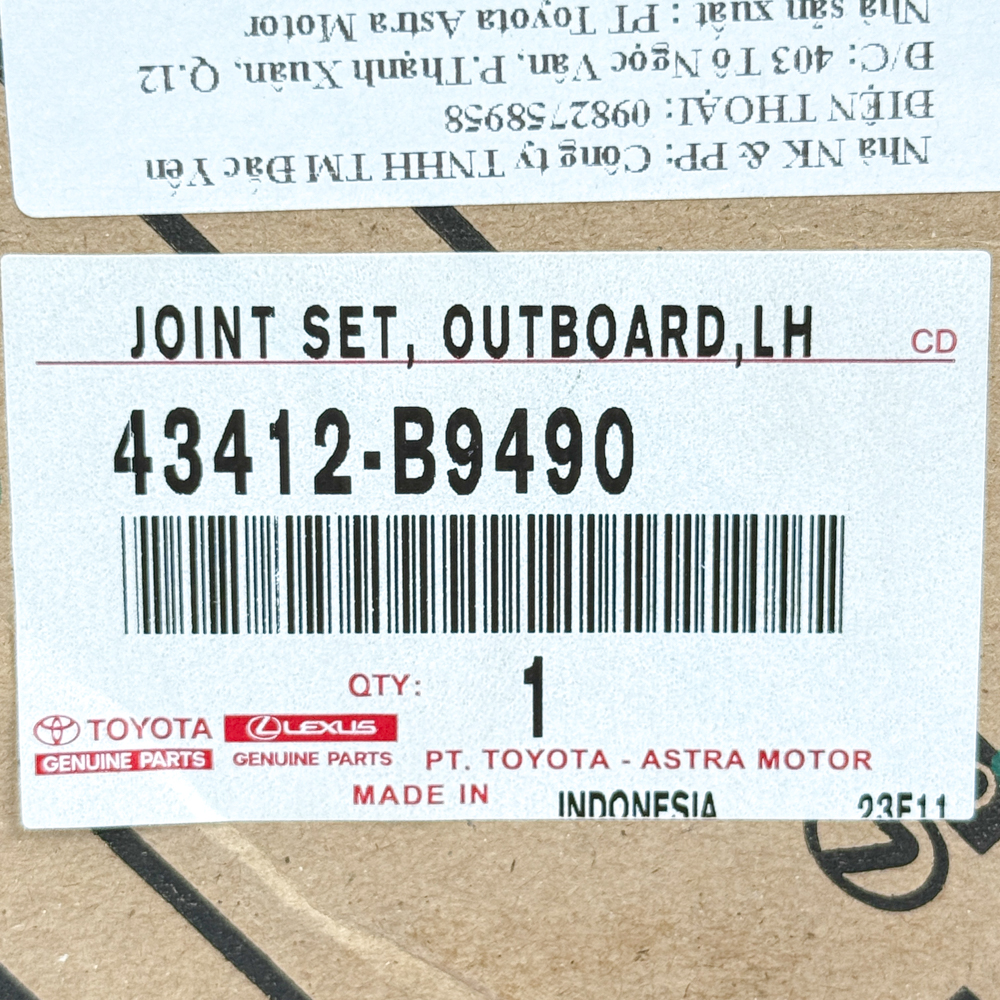 Nhà NK & PP: Công ty TNHH TM Đắc Yên
ĐIỆN THOẠI: 0982758958
Đ/C: 403 Tô Ngọc Vân, P.Thạnh Xuân, Q.12
Nhà sản xuất : PT Toyota Astra Motor
JOINT SET, OUTBOARD,LH
CD
43412-B9490
QTY: 1
TOYOTA LEXUS
GENUINE PARTS GENUINE PARTS PT. TOYOTA - ASTRA MOTOR
MADE IN INDONESIA 23F11